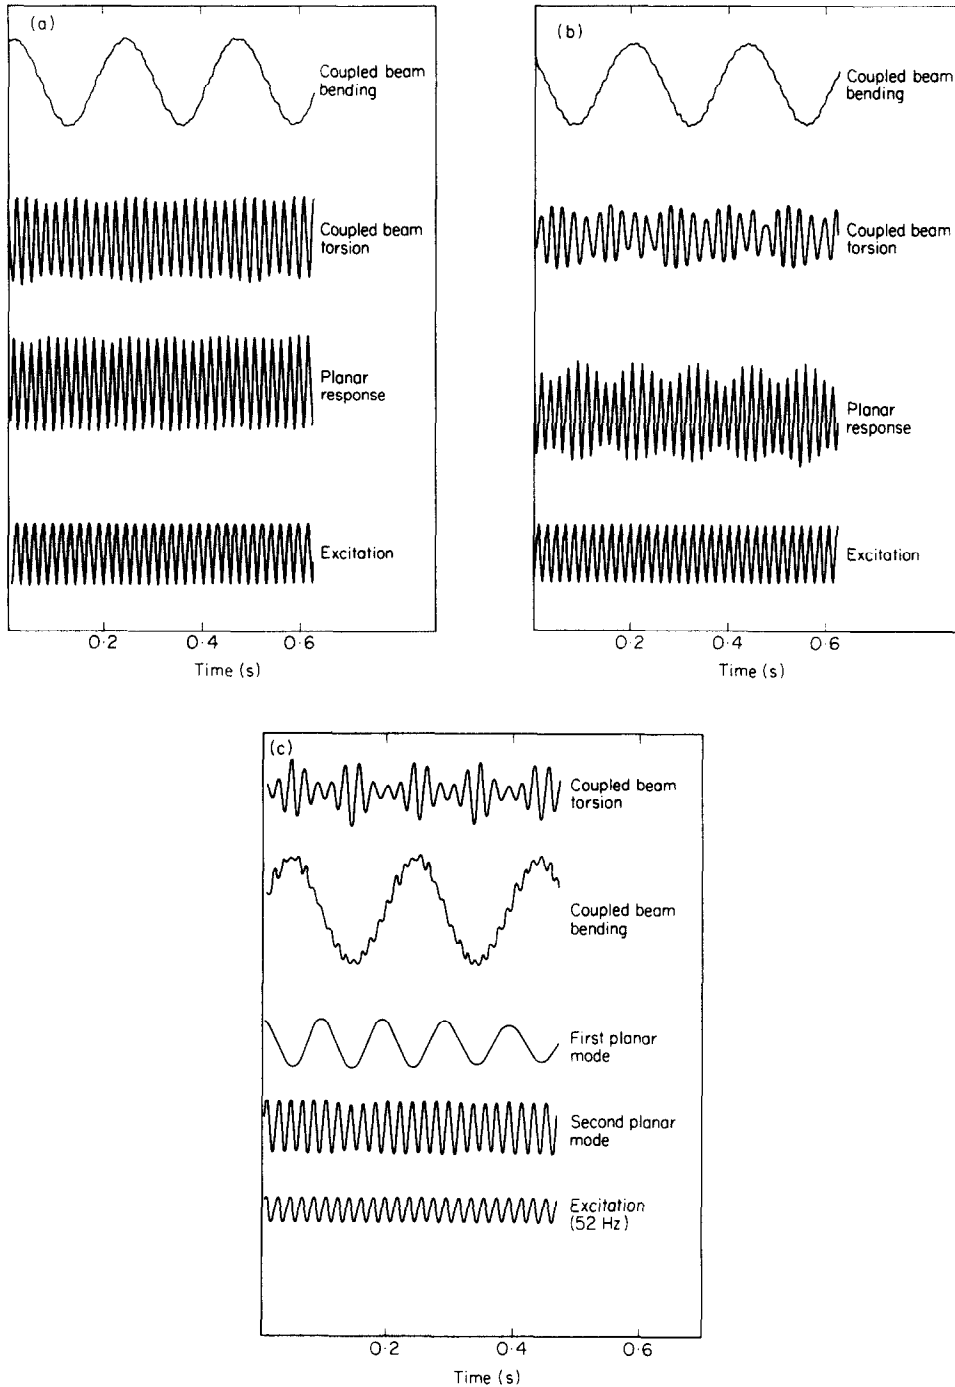 (a)
Coupled beam
bending
Coupled beam
torsion
Planar
response
Excitation
0·2
0·4
0·6
Time (s)
(b)
Coupled beam
bending
Coupled beam
torsion
Planar
response
Excitation
0·2
0·4
0·6
Time (s)
(c)
Coupled beam
torsion
Coupled beam
bending
First planar
mode
Second planar
mode
Excitation
(52 Hz)
0·2
0·4
0·6
Time (s)